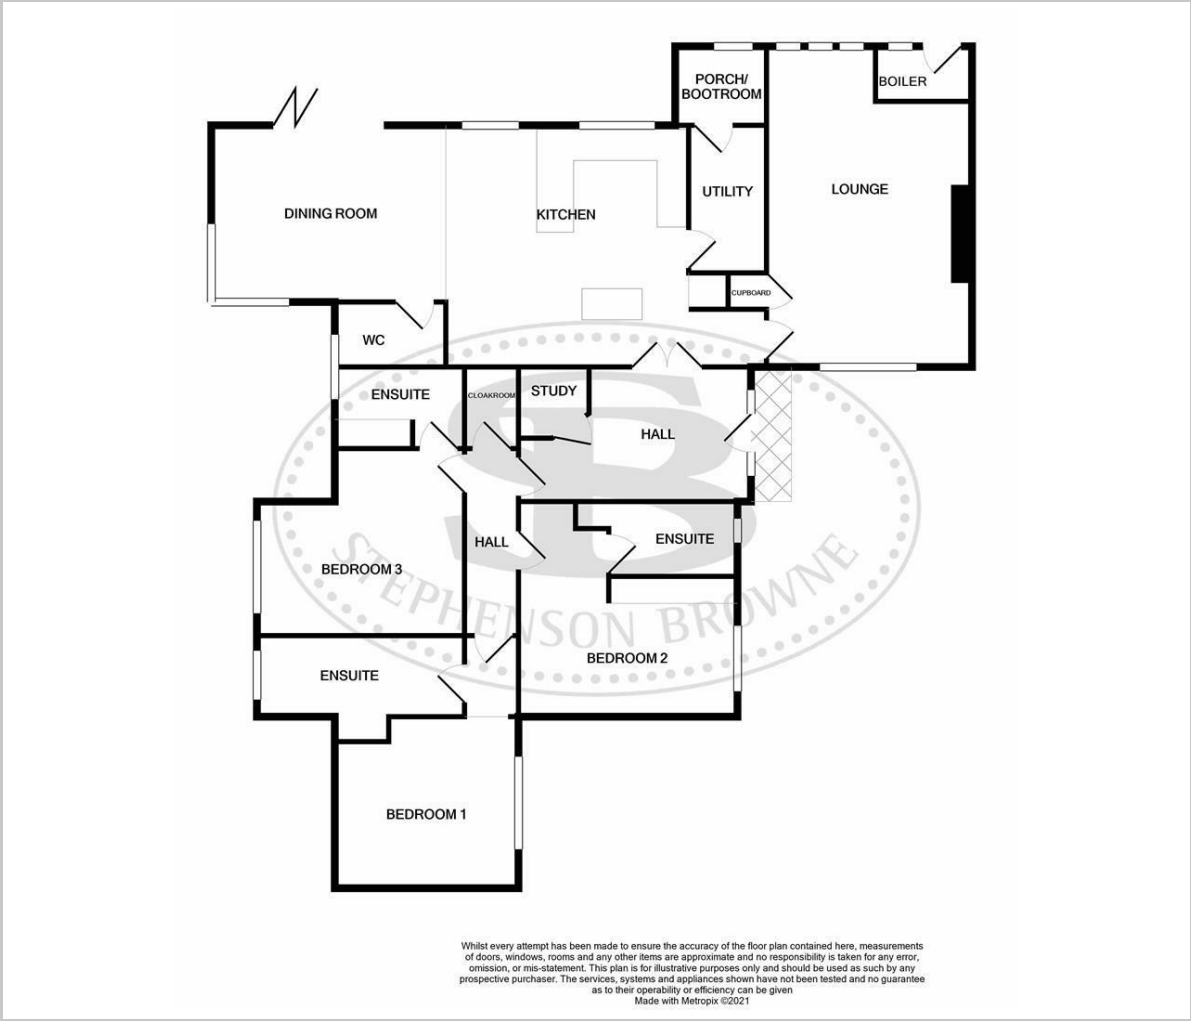 PORCH/
BOOTROOM
BOILER
UTILITY
LOUNGE
DINING ROOM
KITCHEN
CUPBOARD
WC
ENSUITE
CLOAKROOM
STUDY
HALL
HALL
ENSUITE
BEDROOM 3
BEDROOM 2
ENSUITE
BEDROOM 1
SB
STEPHENSON BROWNE
Whilst every attempt has been made to ensure the accuracy of the floor plan contained here, measurements
of doors, windows, rooms and any other items are approximate and no responsibility is taken for any error,
omission, or mis-statement. This plan is for illustrative purposes only and should be used as such by any
prospective purchaser. The services, systems and appliances shown have not been tested and no guarantee
as to their operability or efficiency can be given
Made with Metropix ©2021